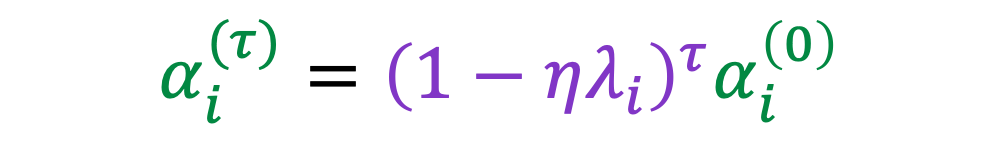 α_i^(τ) = (1 − ηλ_i)^τ α_i^(0)